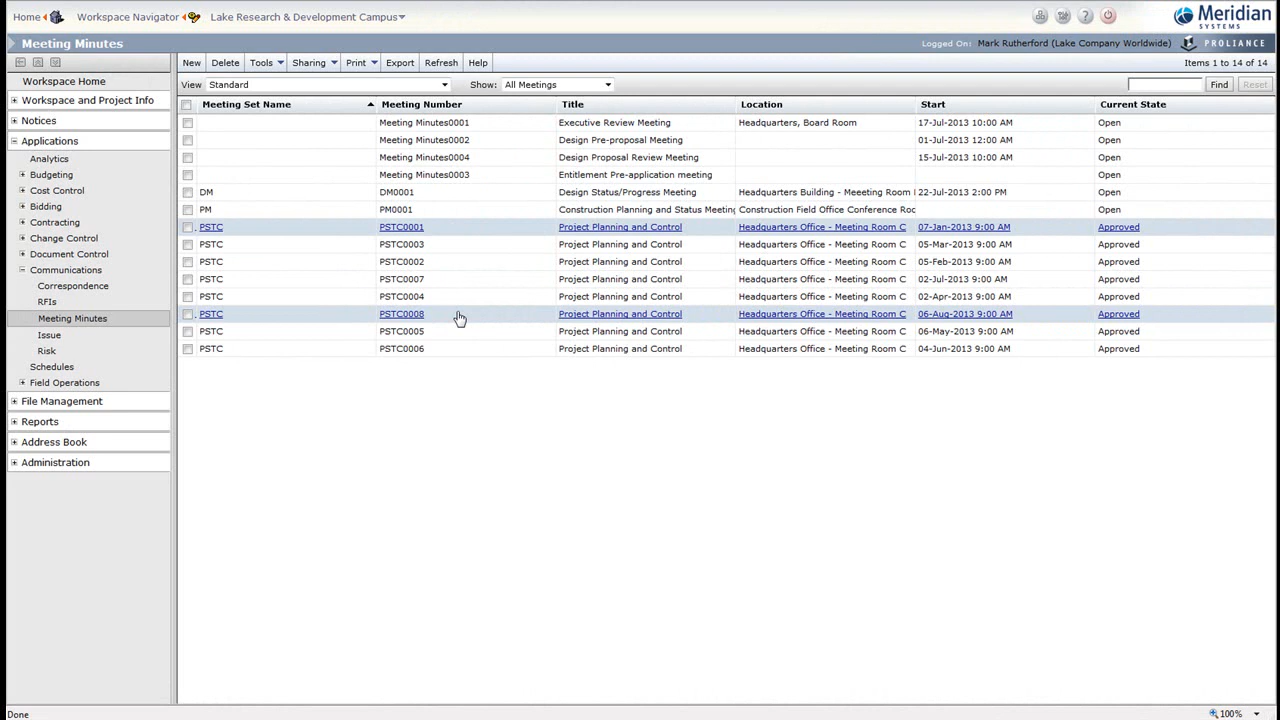 Home Workspace Navigator Lake Research & Development Campus Meridian SYSTEMS
Meeting Minutes Logged On: Mark Rutherford (Lake Company Worldwide) PROLIANCE
New Delete Tools Sharing Print Export Refresh Help Items 1 to 14 of 14
View Standard Show: All Meetings Find Reset
Meeting Set Name Meeting Number Title Location Start Current State
Meeting Minutes0001 Executive Review Meeting Headquarters, Board Room 17-Jul-2013 10:00 AM Open
Meeting Minutes0002 Design Pre-proposal Meeting 01-Jul-2013 12:00 AM Open
Meeting Minutes0004 Design Proposal Review Meeting 15-Jul-2013 10:00 AM Open
Meeting Minutes0003 Entitlement Pre-application meeting Open
DM DM0001 Design Status/Progress Meeting Headquarters Building - Meeeting Room 22-Jul-2013 2:00 PM Open
PM PM0001 Construction Planning and Status Meeting Construction Field Office Conference Roo Open
PSTC PSTC0001 Project Planning and Control Headquarters Office - Meeting Room C 07-Jan-2013 9:00 AM Approved
PSTC PSTC0003 Project Planning and Control Headquarters Office - Meeting Room C 05-Mar-2013 9:00 AM Approved
PSTC PSTC0002 Project Planning and Control Headquarters Office - Meeting Room C 05-Feb-2013 9:00 AM Approved
PSTC PSTC0007 Project Planning and Control Headquarters Office - Meeting Room C 02-Jul-2013 9:00 AM Approved
PSTC PSTC0004 Project Planning and Control Headquarters Office - Meeting Room C 02-Apr-2013 9:00 AM Approved
PSTC PSTC0008 Project Planning and Control Headquarters Office - Meeting Room C 06-Aug-2013 9:00 AM Approved
PSTC PSTC0005 Project Planning and Control Headquarters Office - Meeting Room C 06-May-2013 9:00 AM Approved
PSTC PSTC0006 Project Planning and Control Headquarters Office - Meeting Room C 04-Jun-2013 9:00 AM Approved
Workspace Home
Workspace and Project Info
Notices
Applications
Analytics
Budgeting
Cost Control
Bidding
Contracting
Change Control
Document Control
Communications
Correspondence
RFIs
Meeting Minutes
Issue
Risk
Schedules
Field Operations
File Management
Reports
Address Book
Administration
Done 100%